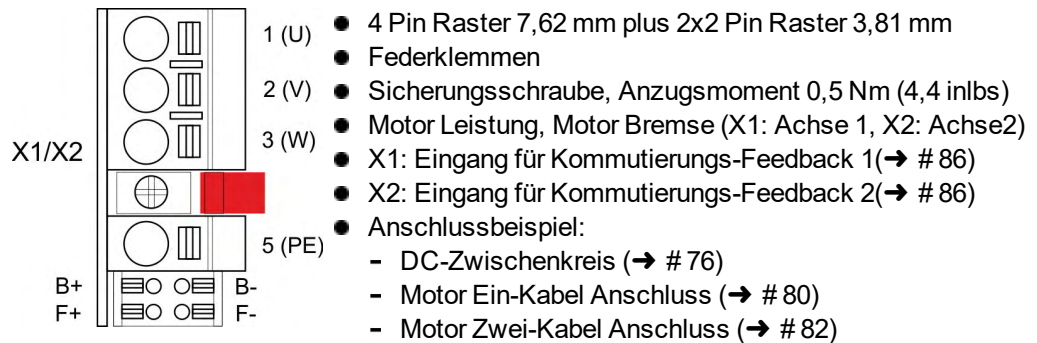 1 (U)
2 (V)
3 (W)
X1/X2
5 (PE)
B+ B-
F+ F-
● 4 Pin Raster 7,62 mm plus 2x2 Pin Raster 3,81 mm
● Federklemmen
● Sicherungsschraube, Anzugsmoment 0,5 Nm (4,4 inlbs)
● Motor Leistung, Motor Bremse (X1: Achse 1, X2: Achse2)
● X1: Eingang für Kommutierungs-Feedback 1(➜ # 86)
● X2: Eingang für Kommutierungs-Feedback 2(➜ # 86)
● Anschlussbeispiel:
- DC-Zwischenkreis (➜ # 76)
- Motor Ein-Kabel Anschluss (➜ # 80)
- Motor Zwei-Kabel Anschluss (➜ # 82)